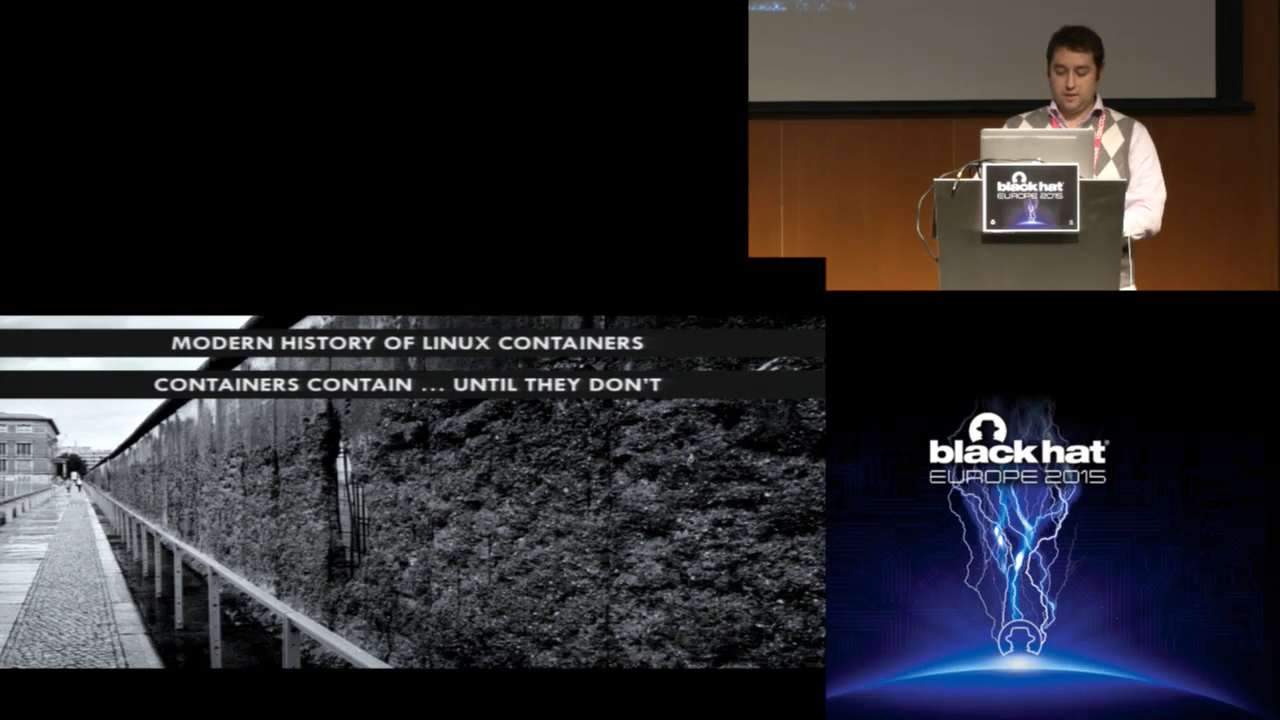 black hat
EUROPE 2015
MODERN HISTORY OF LINUX CONTAINERS
CONTAINERS CONTAIN ... UNTIL THEY DON'T
black hat
EUROPE 2015